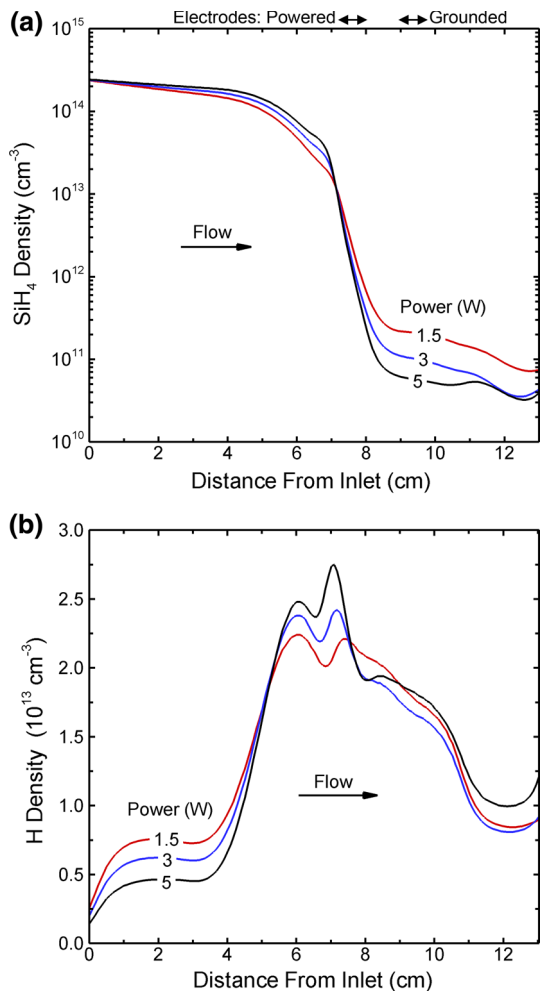 (a)
Electrodes: Powered Grounded
10^15
10^14
10^13
10^12
10^11
10^10
SiH4 Density (cm^-3)
Flow
Power (W)
1.5
3
5
0 2 4 6 8 10 12
Distance From Inlet (cm)
(b)
3.0
2.5
2.0
1.5
1.0
0.5
0.0
H Density (10^13 cm^-3)
Flow
Power (W)
1.5
3
5
0 2 4 6 8 10 12
Distance From Inlet (cm)